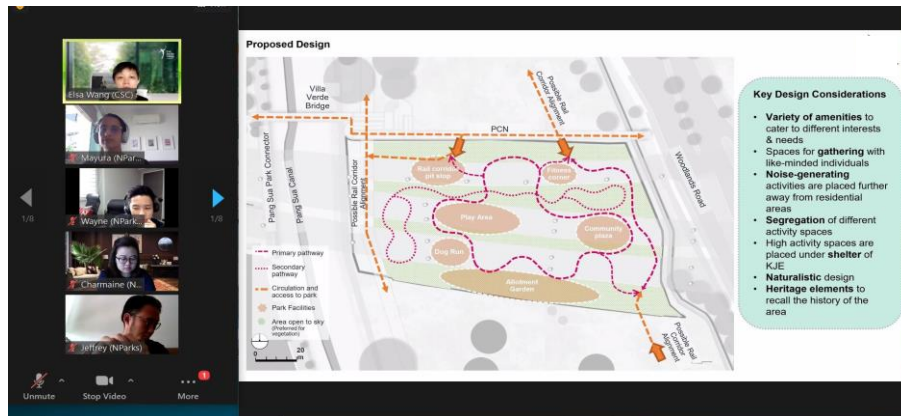 Elsa Wang (CSC)
Mayura (NPar...
Wayne (NPark...
Charmaine (N...
Jeffrey (NParks)
1/8
1/8
Unmute
Stop Video
More
1
Proposed Design
Villa
Verde
Bridge
PCN
Possible Rail
Corridor Alignment
Pang Sua Park Connector
Pang Sua Canal
Possible Rail Corridor
Alignment
Woodlands Road
Rail corridor
pit stop
Fitness
corner
Play Area
Community
plaza
Dog Run
Allotment
Garden
Possible Rail
Corridor
Alignment
Primary pathway
Secondary
pathway
Circulation and
access to park
Park Facilities
Area open to sky
(Preferred for
vegetation)
0
20
m
Key Design Considerations
• Variety of amenities to
cater to different interests
& needs
• Spaces for gathering with
like-minded individuals
• Noise-generating
activities are placed further
away from residential
areas
• Segregation of different
activity spaces
• High activity spaces are
placed under shelter of
KJE
• Naturalistic design
• Heritage elements to
recall the history of the
area